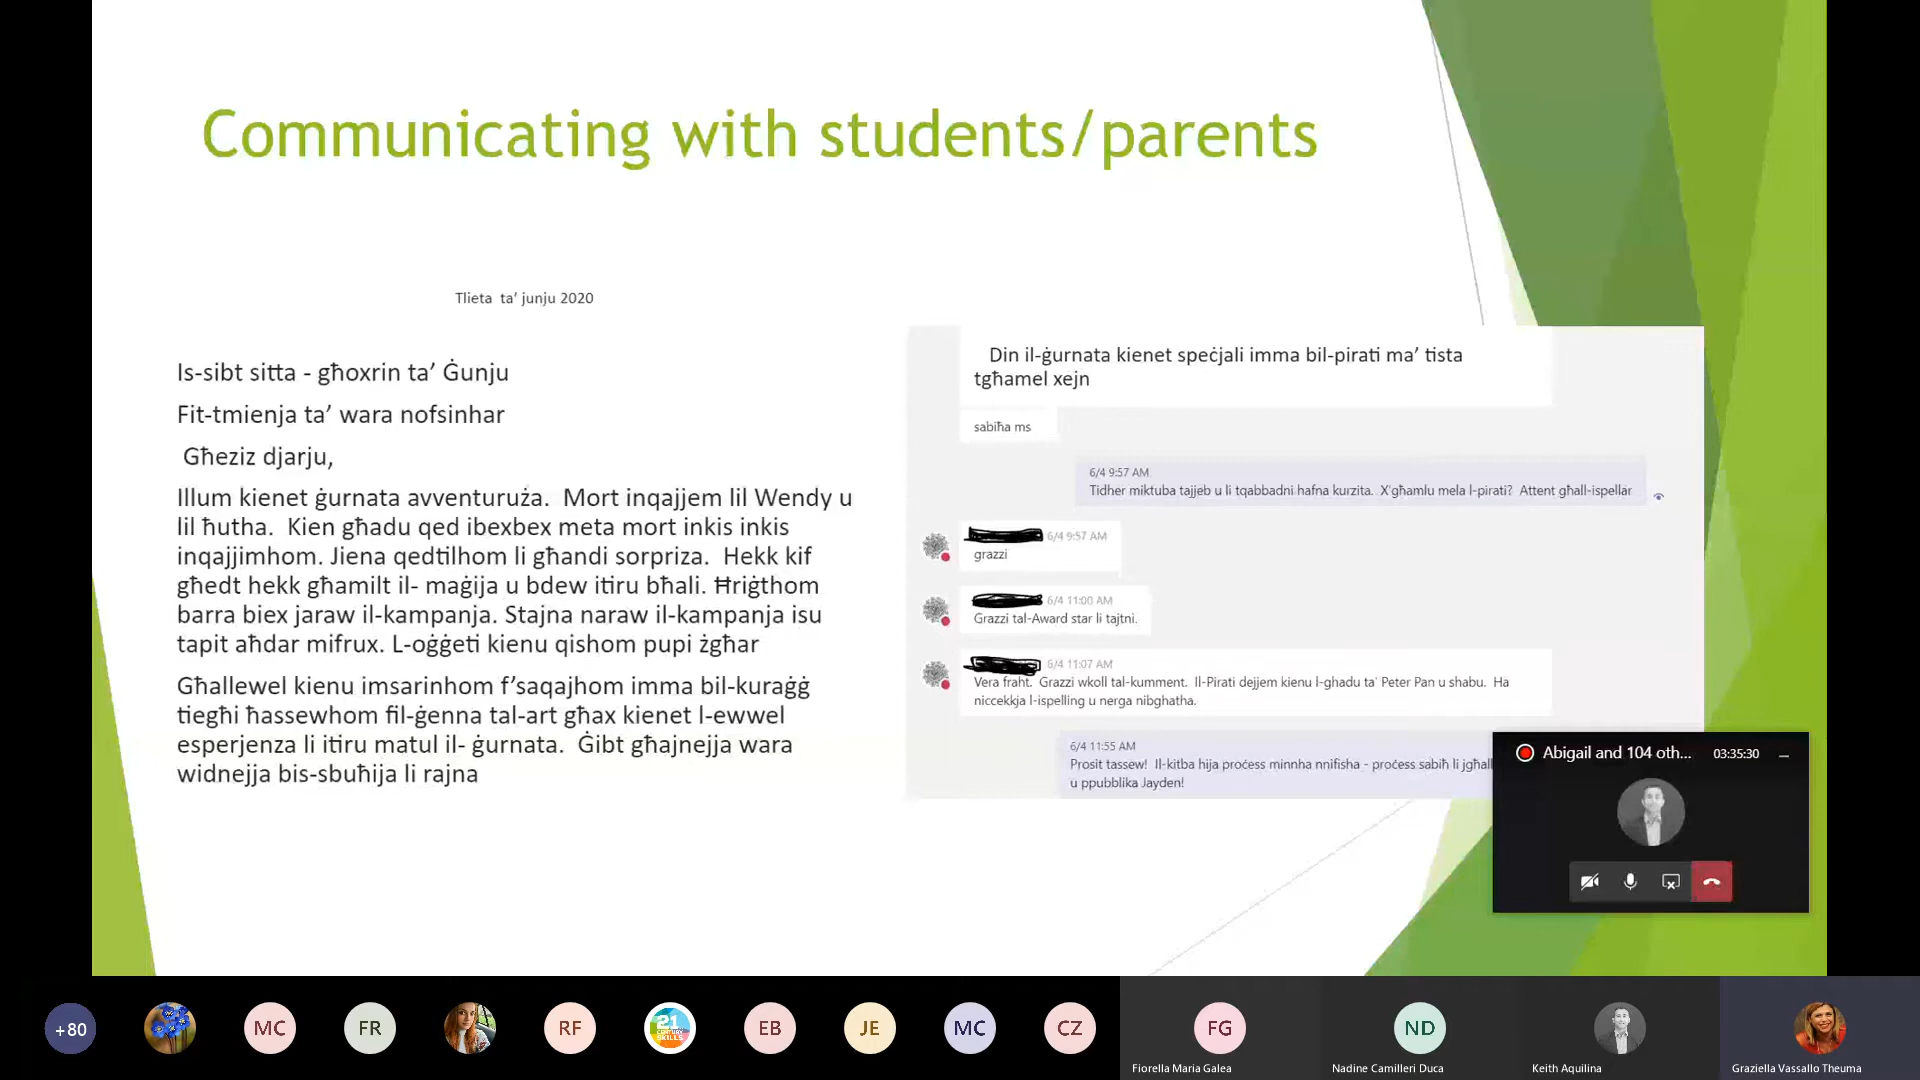 Communicating with students/parents
Tlieta  ta’ junju 2020
Is-sibt sitta - għoxrin ta’ Ġunju
Fit-tmienja ta’ wara nofsinhar
Għeziz djarju,
Illum kienet ġurnata avventuruża.  Mort inqajjem lil Wendy u
lil ħutha.  Kien għadu qed ibexbex meta mort inkis inkis
inqajjimhom. Jiena qedtilhom li għandi sorpriza.  Hekk kif
għedt hekk għamilt il- maġija u bdew itiru bħali. Ħriġthom
barra biex jaraw il-kampanja. Stajna naraw il-kampanja isu
tapit aħdar mifrux. L-oġġeti kienu qishom pupi żgħar
Għallewel kienu imsarinhom f’saqajhom imma bil-kuraġġ
tiegħi ħassewhom fil-ġenna tal-art għax kienet l-ewwel
esperjenza li itiru matul il- ġurnata.  Ġibt għajnejja wara
widnejja bis-sbuħija li rajna
Din il-ġurnata kienet speċjali imma bil-pirati ma’ tista
tgħamel xejn
sabiħa ms
6/4 9:57 AM
Tidher miktuba tajjeb u li tqabbadni hafna kurzita.  X'għamlu mela l-pirati?  Attent għall-ispellar
6/4 9:57 AM
grazzi
6/4 11:00 AM
Grazzi tal-Award star li tajtni.
6/4 11:07 AM
Vera fraht.  Grazzi wkoll tal-kumment.  Il-Pirati dejjem kienu l-ghadu ta' Peter Pan u shabu.  Ha
niccekkja l-ispelling u nerga nibghatha.
6/4 11:55 AM
Prosit tassew!  Il-kitba hija proċess minnha nnifisha - proċess sabiħ li jgħall
u ppubblika Jayden!
Abigail and 104 oth... 03:35:30
+80 MC FR RF 21 CENTURY SKILLS EB JE MC CZ FG ND
Fiorella Maria Galea Nadine Camilleri Duca Keith Aquilina Graziella Vassallo Theuma